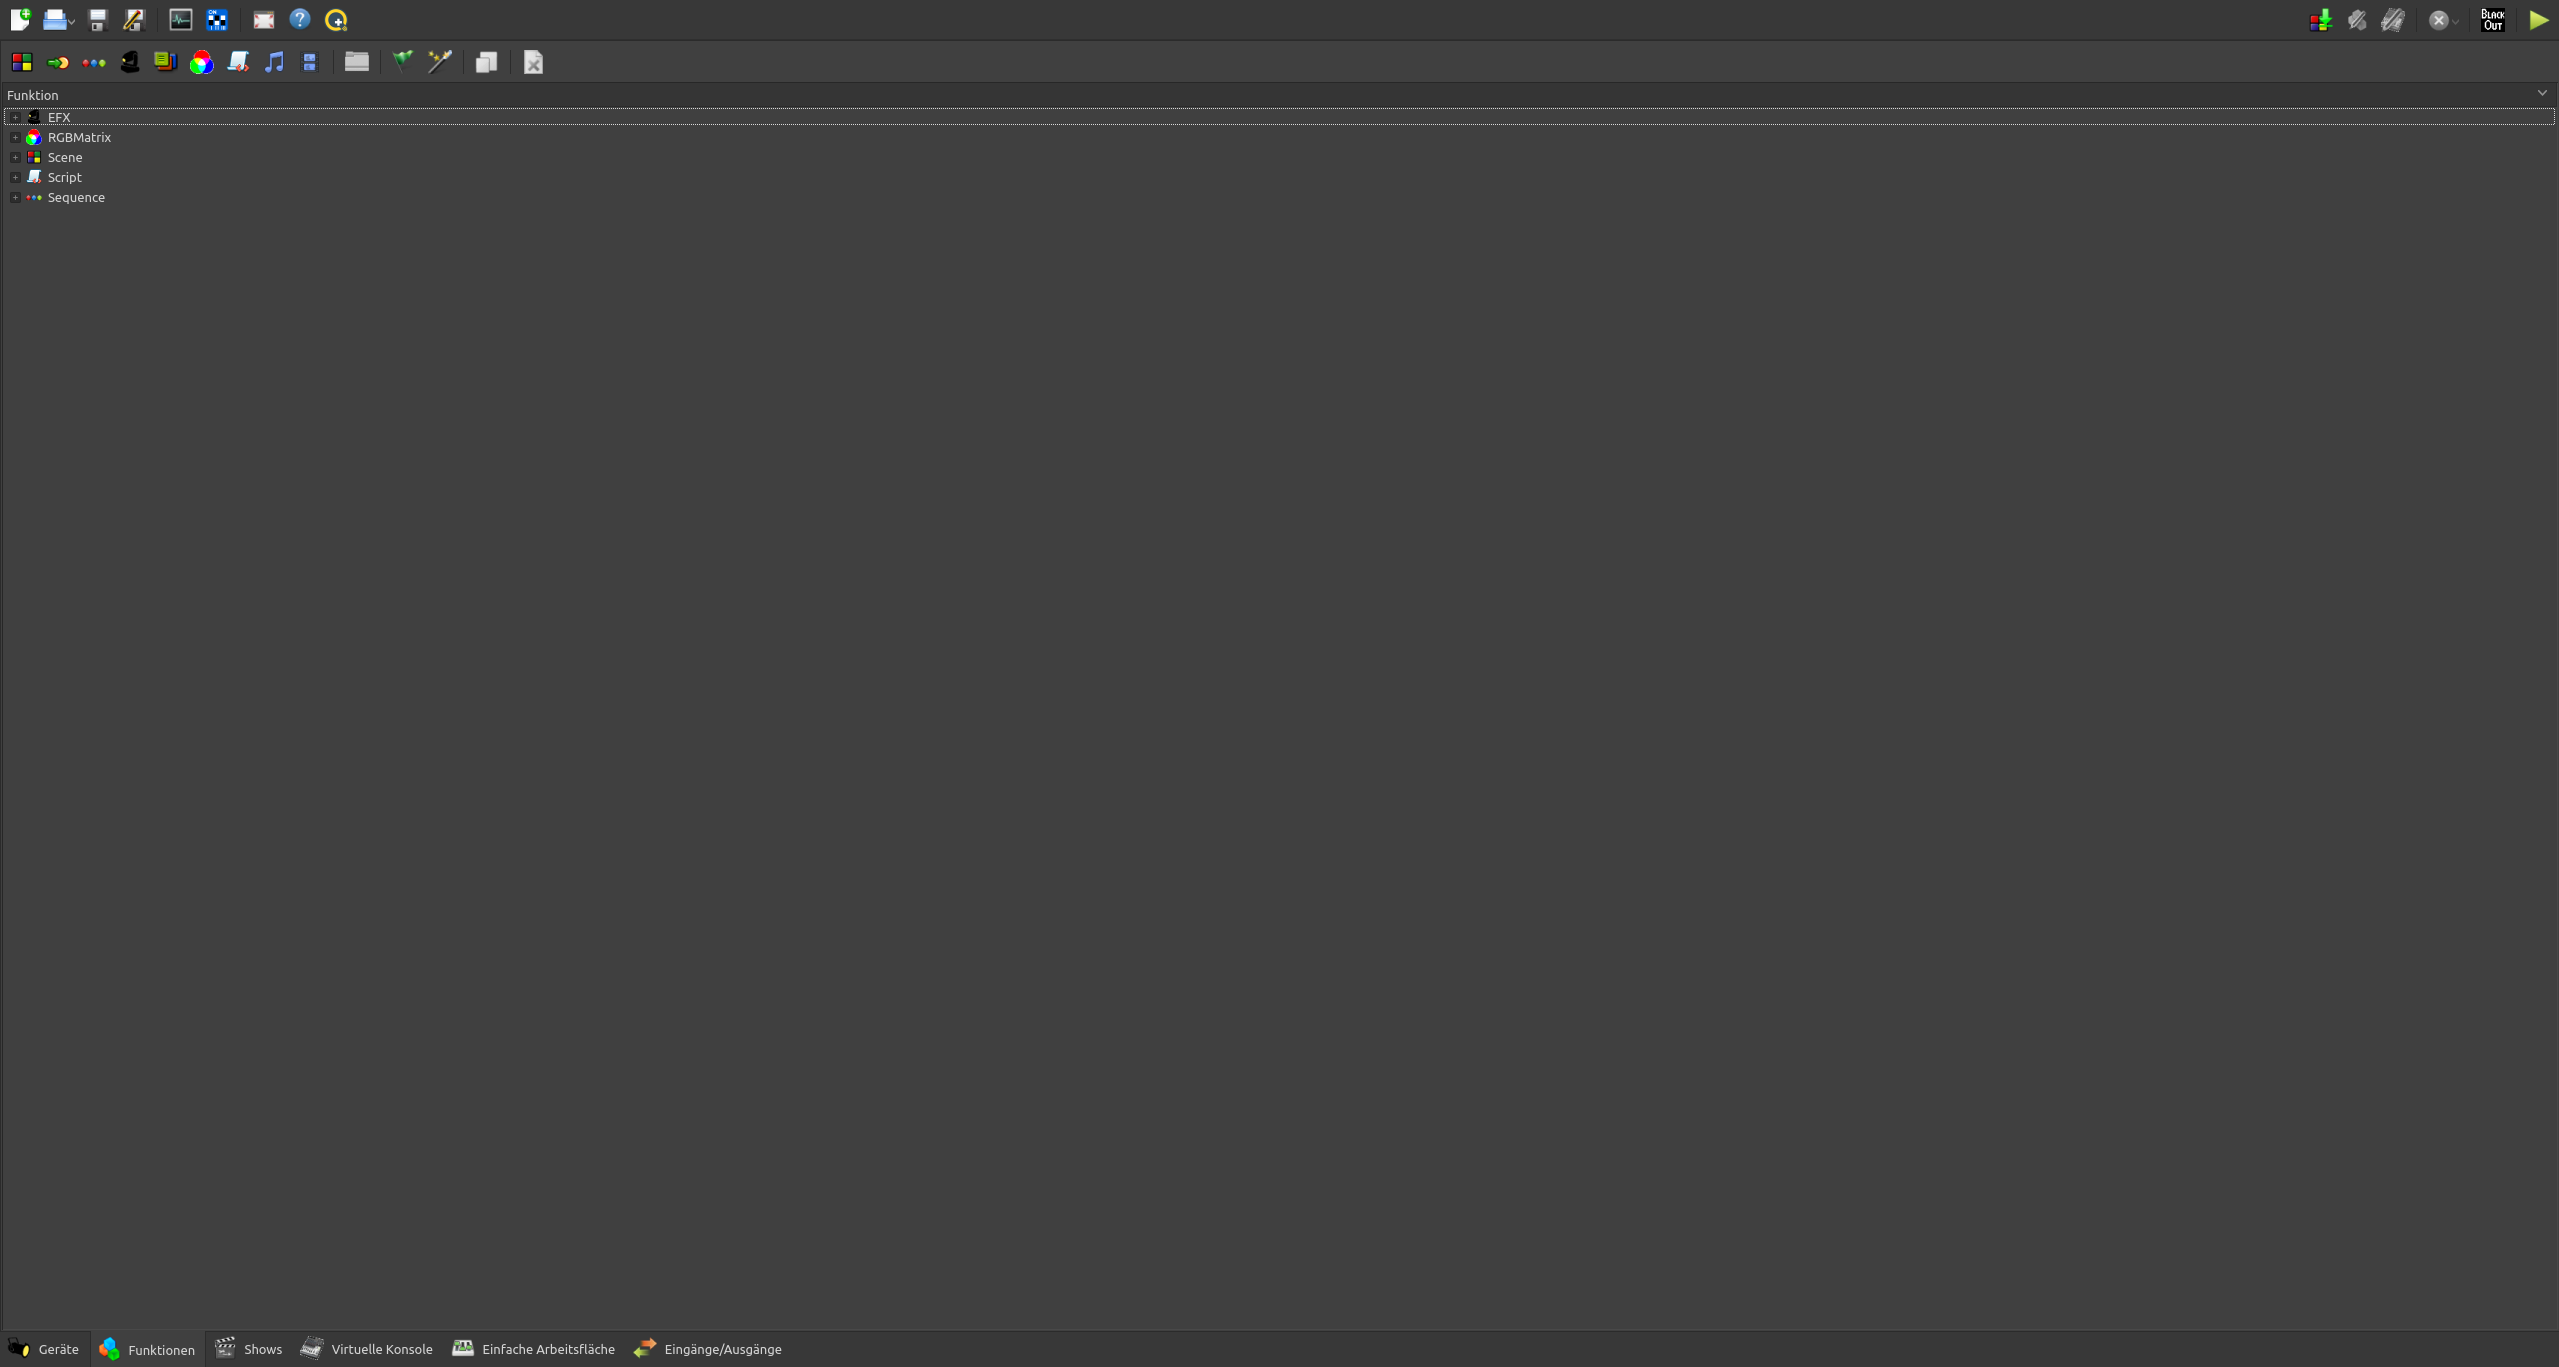 BLACK
OUT
Funktion
EFX
RGBMatrix
Scene
Script
Sequence
Geräte
Funktionen
Shows
Virtuelle Konsole
Einfache Arbeitsfläche
Eingänge/Ausgänge